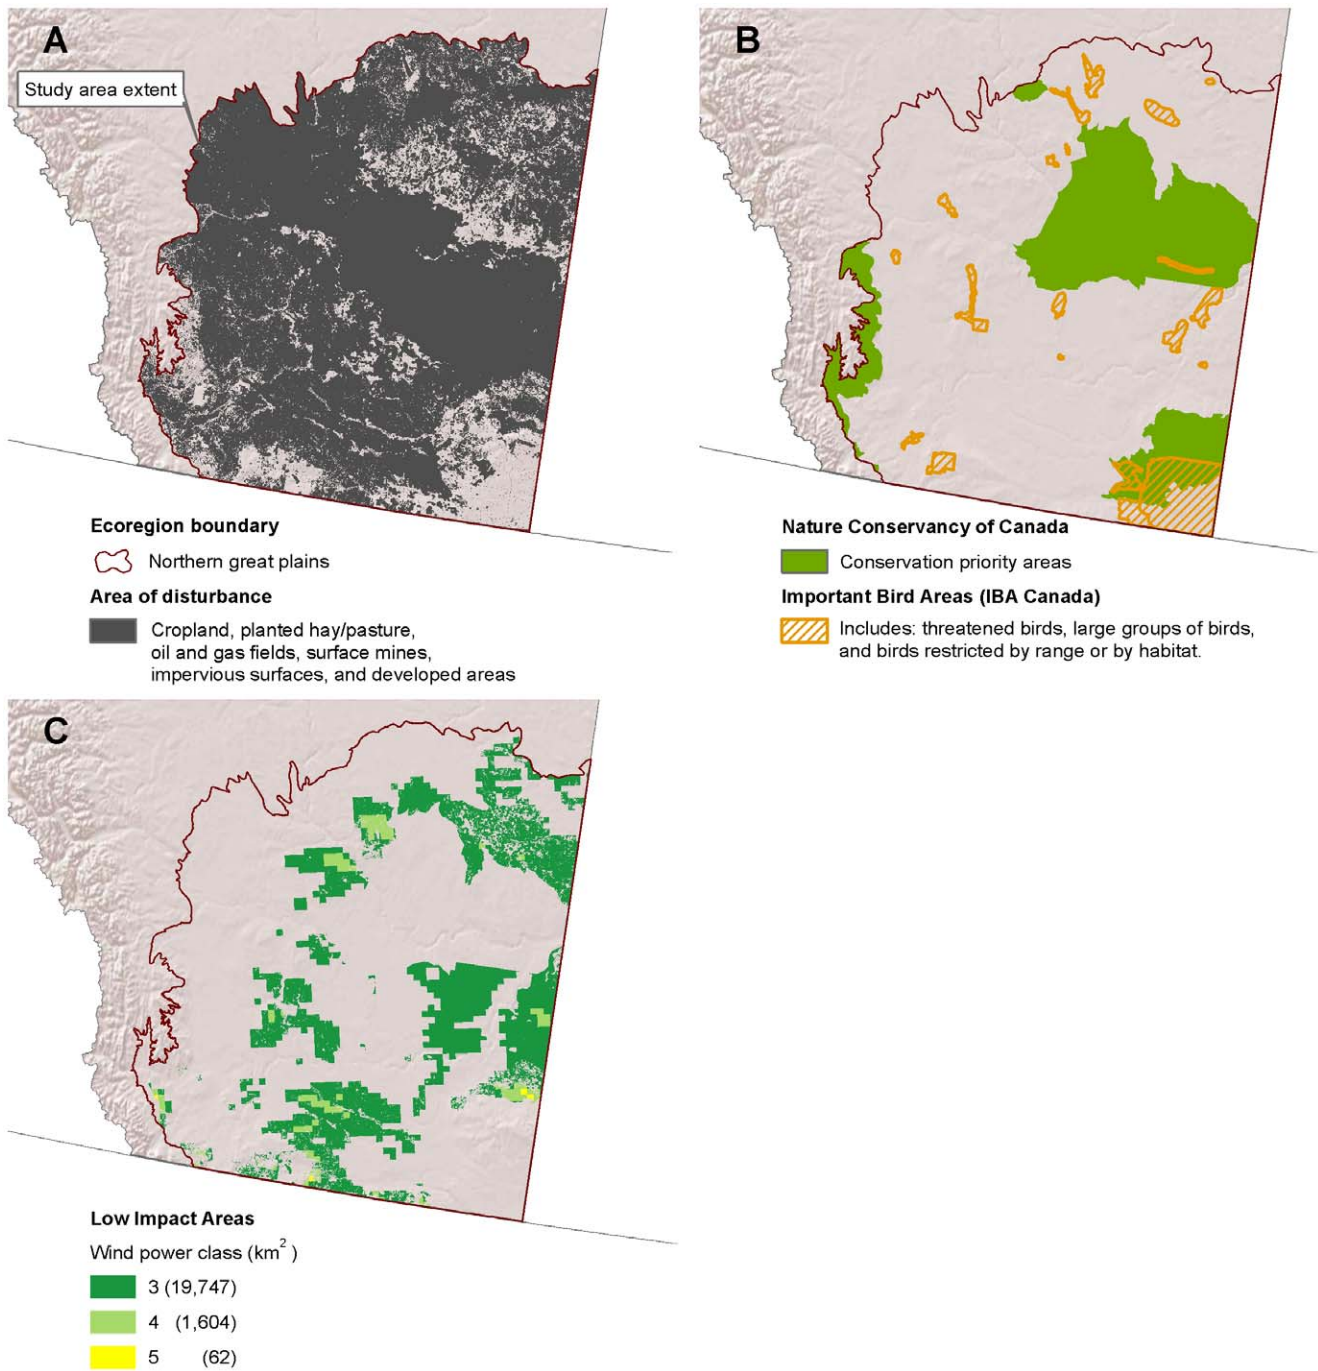 A
Study area extent
Ecoregion boundary
Northern great plains
Area of disturbance
Cropland, planted hay/pasture,
oil and gas fields, surface mines,
impervious surfaces, and developed areas
B
Nature Conservancy of Canada
Conservation priority areas
Important Bird Areas (IBA Canada)
Includes: threatened birds, large groups of birds,
and birds restricted by range or by habitat.
C
Low Impact Areas
Wind power class (km²)
3 (19,747)
4 (1,604)
5 (62)